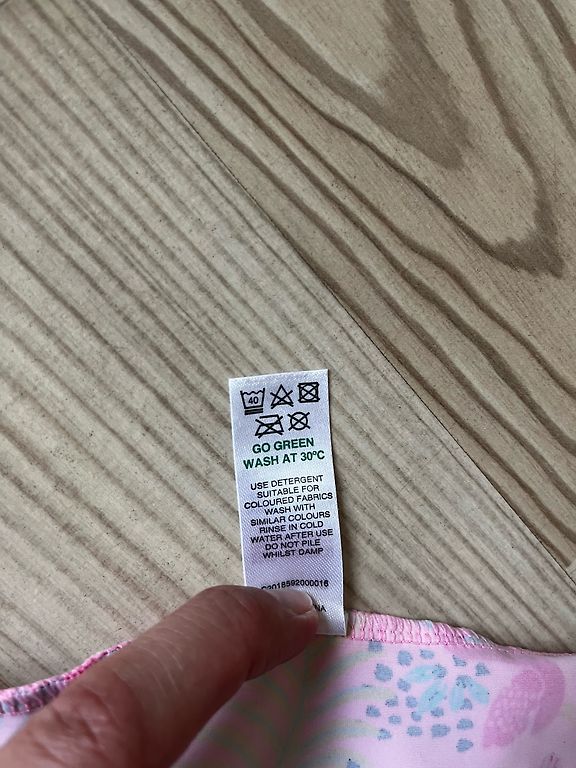 40
GO GREEN
WASH AT 30°C
USE DETERGENT
SUITABLE FOR
COLOURED FABRICS
WASH WITH
SIMILAR COLOURS
RINSE IN COLD
WATER AFTER USE
DO NOT PILE
WHILST DAMP